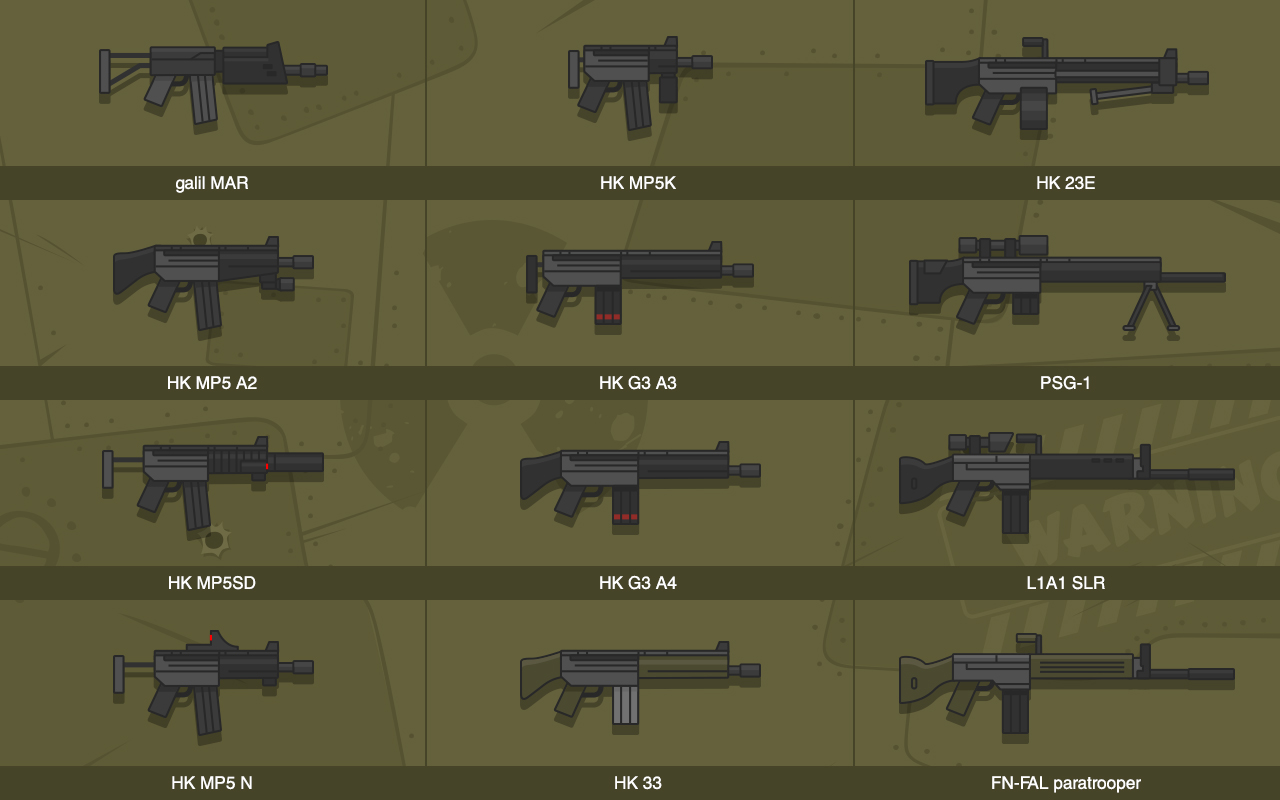 galil MAR
HK MP5K
HK 23E
HK MP5 A2
HK G3 A3
PSG-1
HK MP5SD
HK G3 A4
L1A1 SLR
WARNING
HK MP5 N
HK 33
FN-FAL paratrooper